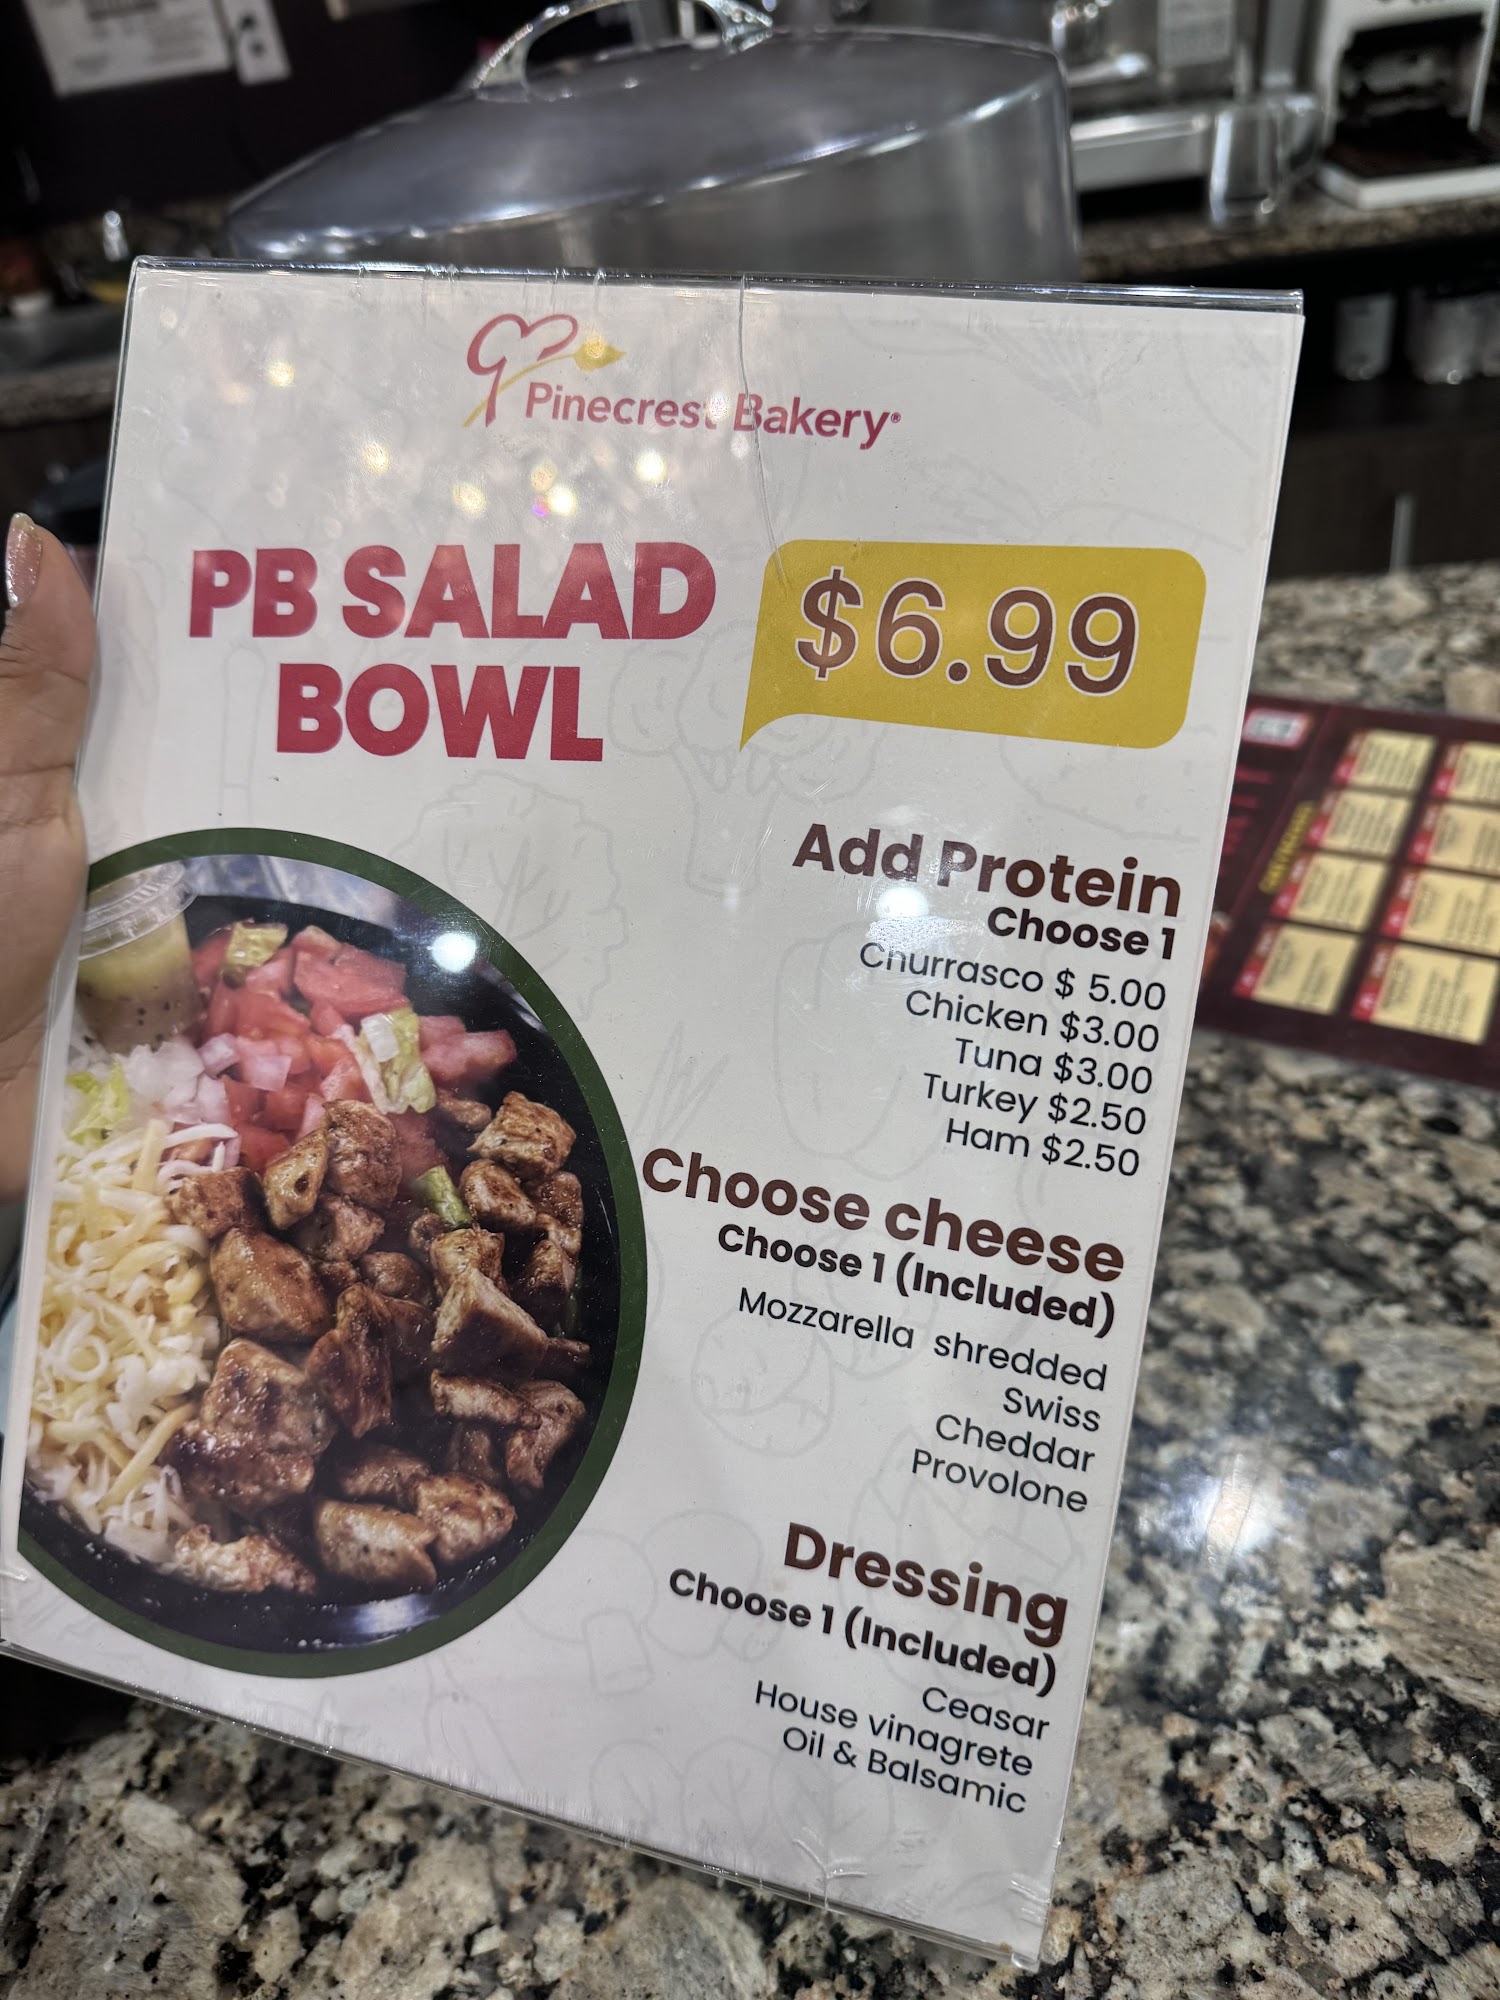 Pinecrest Bakery®
PB SALAD
BOWL
$6.99
Add Protein
Choose 1
Churrasco $ 5.00
Chicken $3.00
Tuna $3.00
Turkey $2.50
Ham $2.50
Choose cheese
Choose 1 (Included)
Mozzarella shredded
Swiss
Cheddar
Provolone
Dressing
Choose 1 (Included)
Ceasar
House vinagrete
Oil & Balsamic